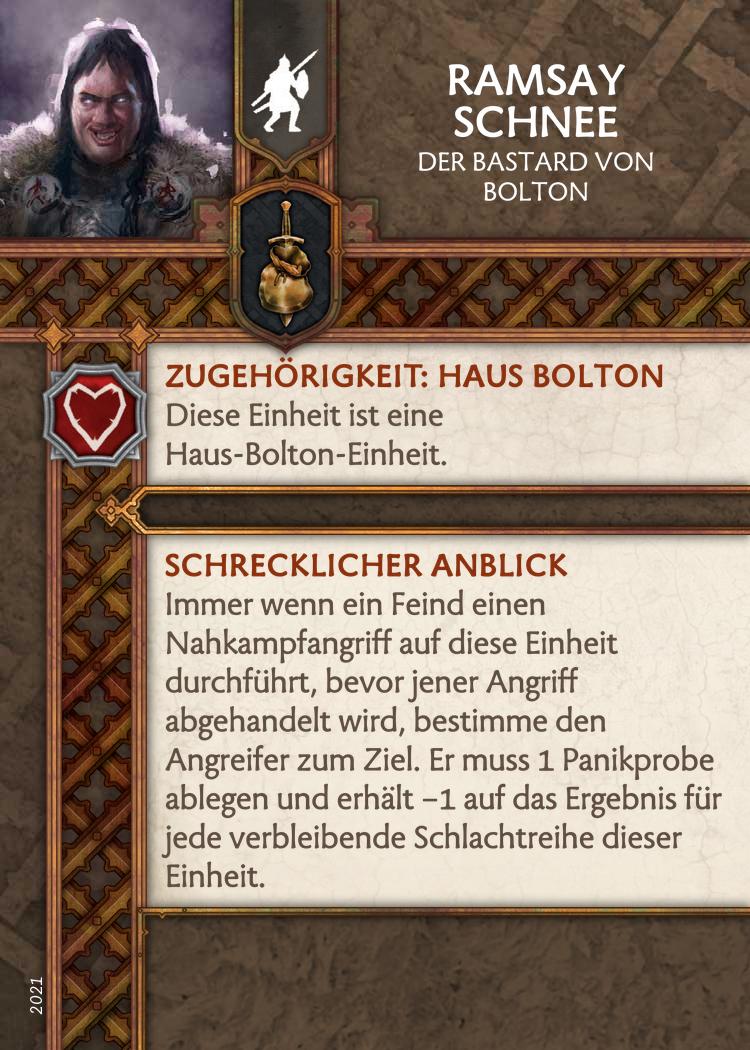 RAMSAY
SCHNEE
DER BASTARD VON
BOLTON
ZUGEHÖRIGKEIT: HAUS BOLTON
Diese Einheit ist eine
Haus-Bolton-Einheit.
SCHRECKLICHER ANBLICK
Immer wenn ein Feind einen
Nahkampfangriff auf diese Einheit
durchführt, bevor jener Angriff
abgehandelt wird, bestimme den
Angreifer zum Ziel. Er muss 1 Panikprobe
ablegen und erhält −1 auf das Ergebnis für
jede verbleibende Schlachtreihe dieser
Einheit.
2021